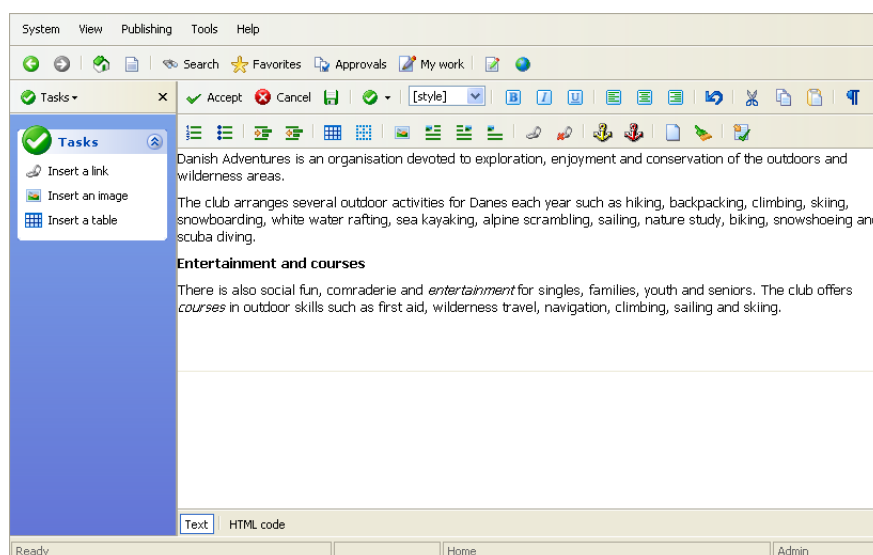 System View Publishing Tools Help
Search Favorites Approvals My work
Tasks Accept Cancel [style] B I U ¶
Tasks
Insert a link
Insert an image
Insert a table
Danish Adventures is an organisation devoted to exploration, enjoyment and conservation of the outdoors and
wilderness areas.
The club arranges several outdoor activities for Danes each year such as hiking, backpacking, climbing, skiing,
snowboarding, white water rafting, sea kayaking, alpine scrambling, sailing, nature study, biking, snowshoeing and
scuba diving.
Entertainment and courses
There is also social fun, comraderie and entertainment for singles, families, youth and seniors. The club offers
courses in outdoor skills such as first aid, wilderness travel, navigation, climbing, sailing and skiing.
Text HTML code
Ready Home Admin